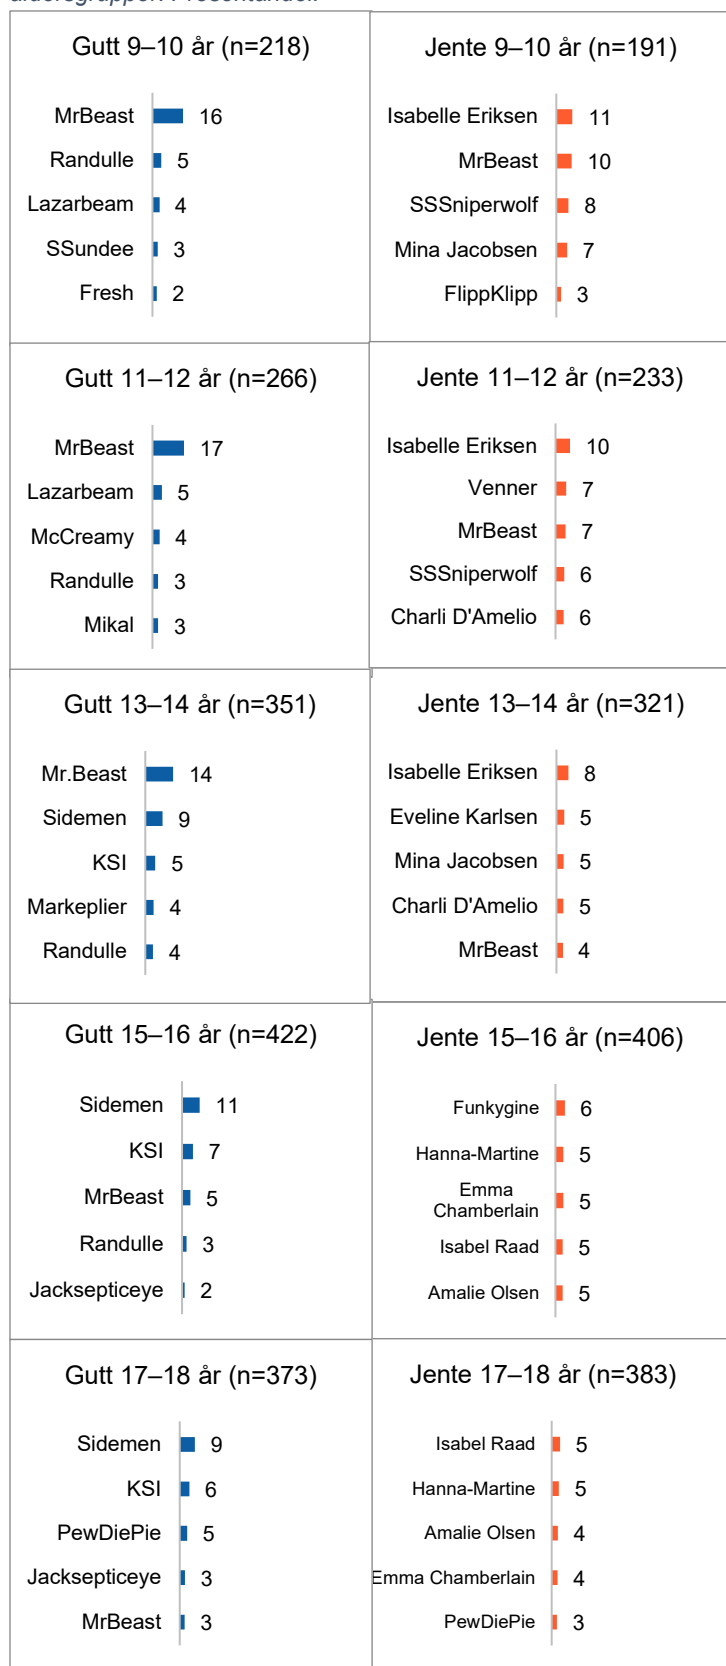 Gutt 9–10 år (n=218)
MrBeast 16
Randulle 5
Lazarbeam 4
SSundee 3
Fresh 2
Jente 9–10 år (n=191)
Isabelle Eriksen 11
MrBeast 10
SSSniperwolf 8
Mina Jacobsen 7
FlippKlipp 3
Gutt 11–12 år (n=266)
MrBeast 17
Lazarbeam 5
McCreamy 4
Randulle 3
Mikal 3
Jente 11–12 år (n=233)
Isabelle Eriksen 10
Venner 7
MrBeast 7
SSSniperwolf 6
Charli D'Amelio 6
Gutt 13–14 år (n=351)
Mr.Beast 14
Sidemen 9
KSI 5
Markeplier 4
Randulle 4
Jente 13–14 år (n=321)
Isabelle Eriksen 8
Eveline Karlsen 5
Mina Jacobsen 5
Charli D'Amelio 5
MrBeast 4
Gutt 15–16 år (n=422)
Sidemen 11
KSI 7
MrBeast 5
Randulle 3
Jacksepticeye 2
Jente 15–16 år (n=406)
Funkygine 6
Hanna-Martine 5
Emma
Chamberlain 5
Isabel Raad 5
Amalie Olsen 5
Gutt 17–18 år (n=373)
Sidemen 9
KSI 6
PewDiePie 5
Jacksepticeye 3
MrBeast 3
Jente 17–18 år (n=383)
Isabel Raad 5
Hanna-Martine 5
Amalie Olsen 4
Emma Chamberlain 4
PewDiePie 3